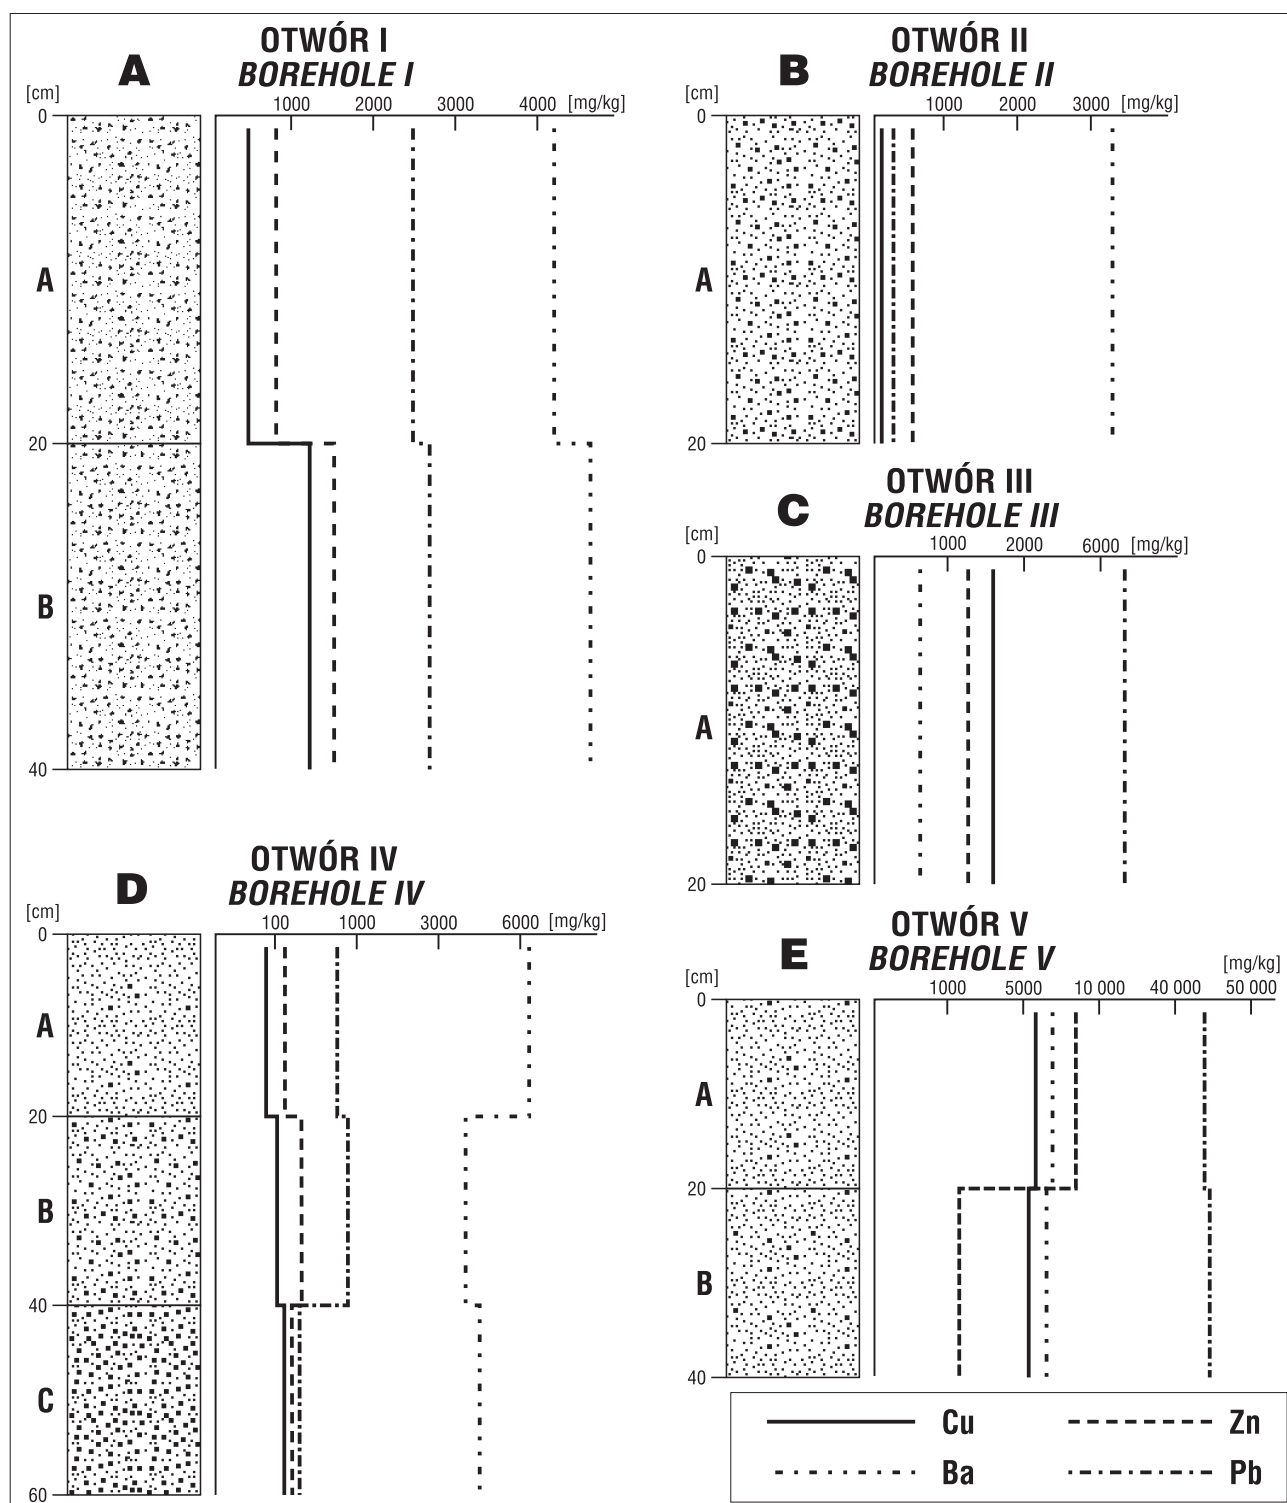 A
OTWÓR I
BOREHOLE I
[cm]
1000 2000 3000 4000 [mg/kg]
0
A
20
B
40
B
OTWÓR II
BOREHOLE II
[cm]
1000 2000 3000 [mg/kg]
0
A
20
C
OTWÓR III
BOREHOLE III
[cm]
1000 2000 6000 [mg/kg]
0
A
20
D
OTWÓR IV
BOREHOLE IV
[cm]
100 1000 3000 6000 [mg/kg]
0
A
20
B
40
C
60
E
OTWÓR V
BOREHOLE V
[cm]
[mg/kg]
1000 5000 10 000 40 000 50 000
0
A
20
B
40
Cu Zn
Ba Pb